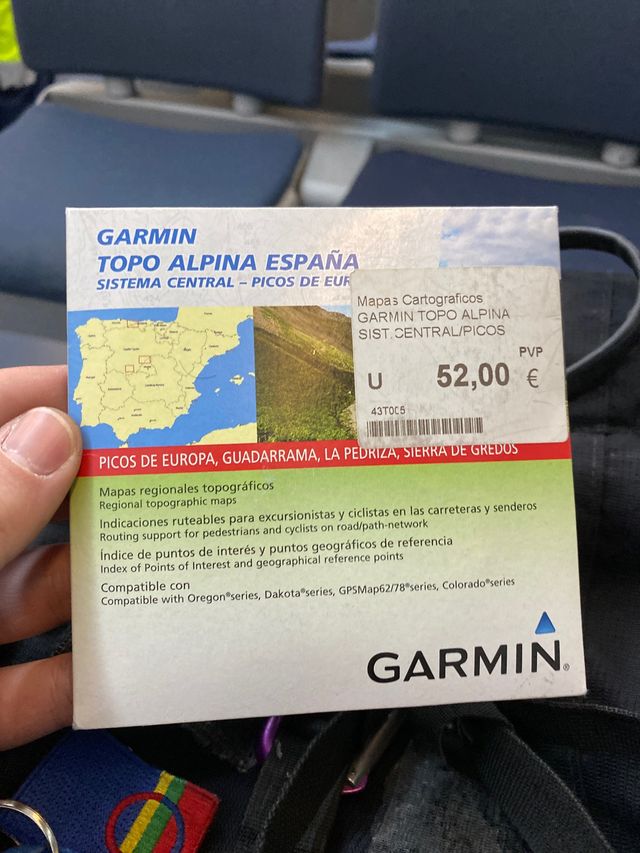 GARMIN
TOPO ALPINA ESPAÑA
SISTEMA CENTRAL – PICOS DE EUR
Mapas Cartograficos
GARMIN TOPO ALPINA
SIST.CENTRAL/PICOS
PVP
U 52,00 €
43T005
PICOS DE EUROPA, GUADARRAMA, LA PEDRIZA, SIERRA DE GREDOS
Mapas regionales topográficos
Regional topographic maps
Indicaciones ruteables para excursionistas y ciclistas en las carreteras y senderos
Routing support for pedestrians and cyclists on road/path-network
Índice de puntos de interés y puntos geográficos de referencia
Index of Points of Interest and geographical reference points
Compatible con
Compatible with Oregon®series, Dakota®series, GPSMap62/78®series, Colorado®series
GARMIN®